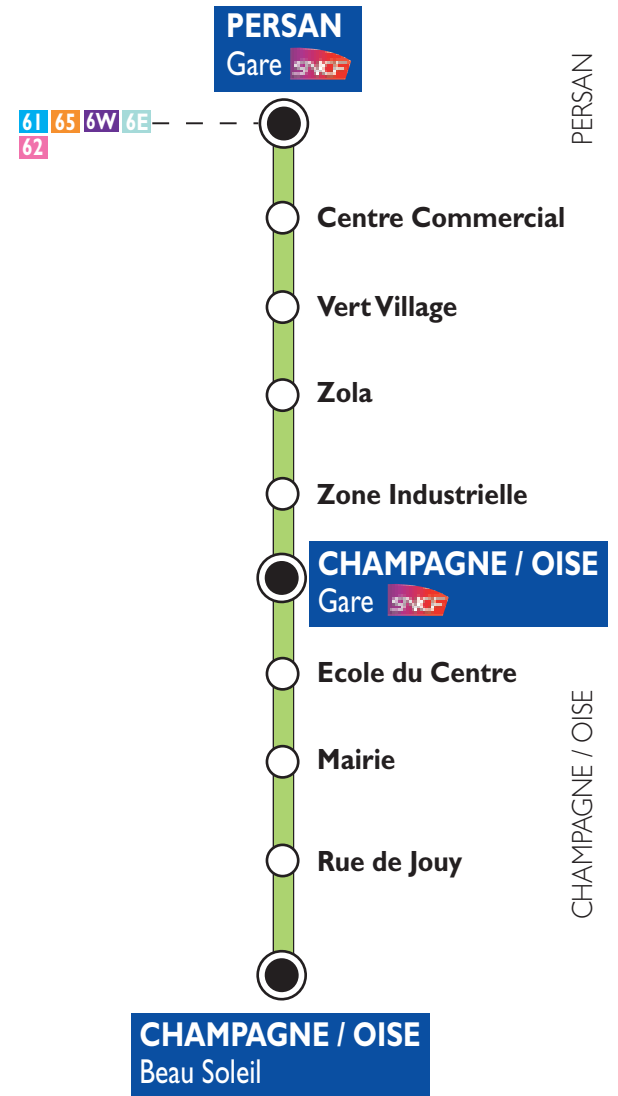 PERSAN
Gare SNCF
PERSAN
61 65 6W 6E
62
Centre Commercial
Vert Village
Zola
Zone Industrielle
CHAMPAGNE / OISE
Gare SNCF
Ecole du Centre
Mairie
CHAMPAGNE / OISE
Rue de Jouy
CHAMPAGNE / OISE
Beau Soleil